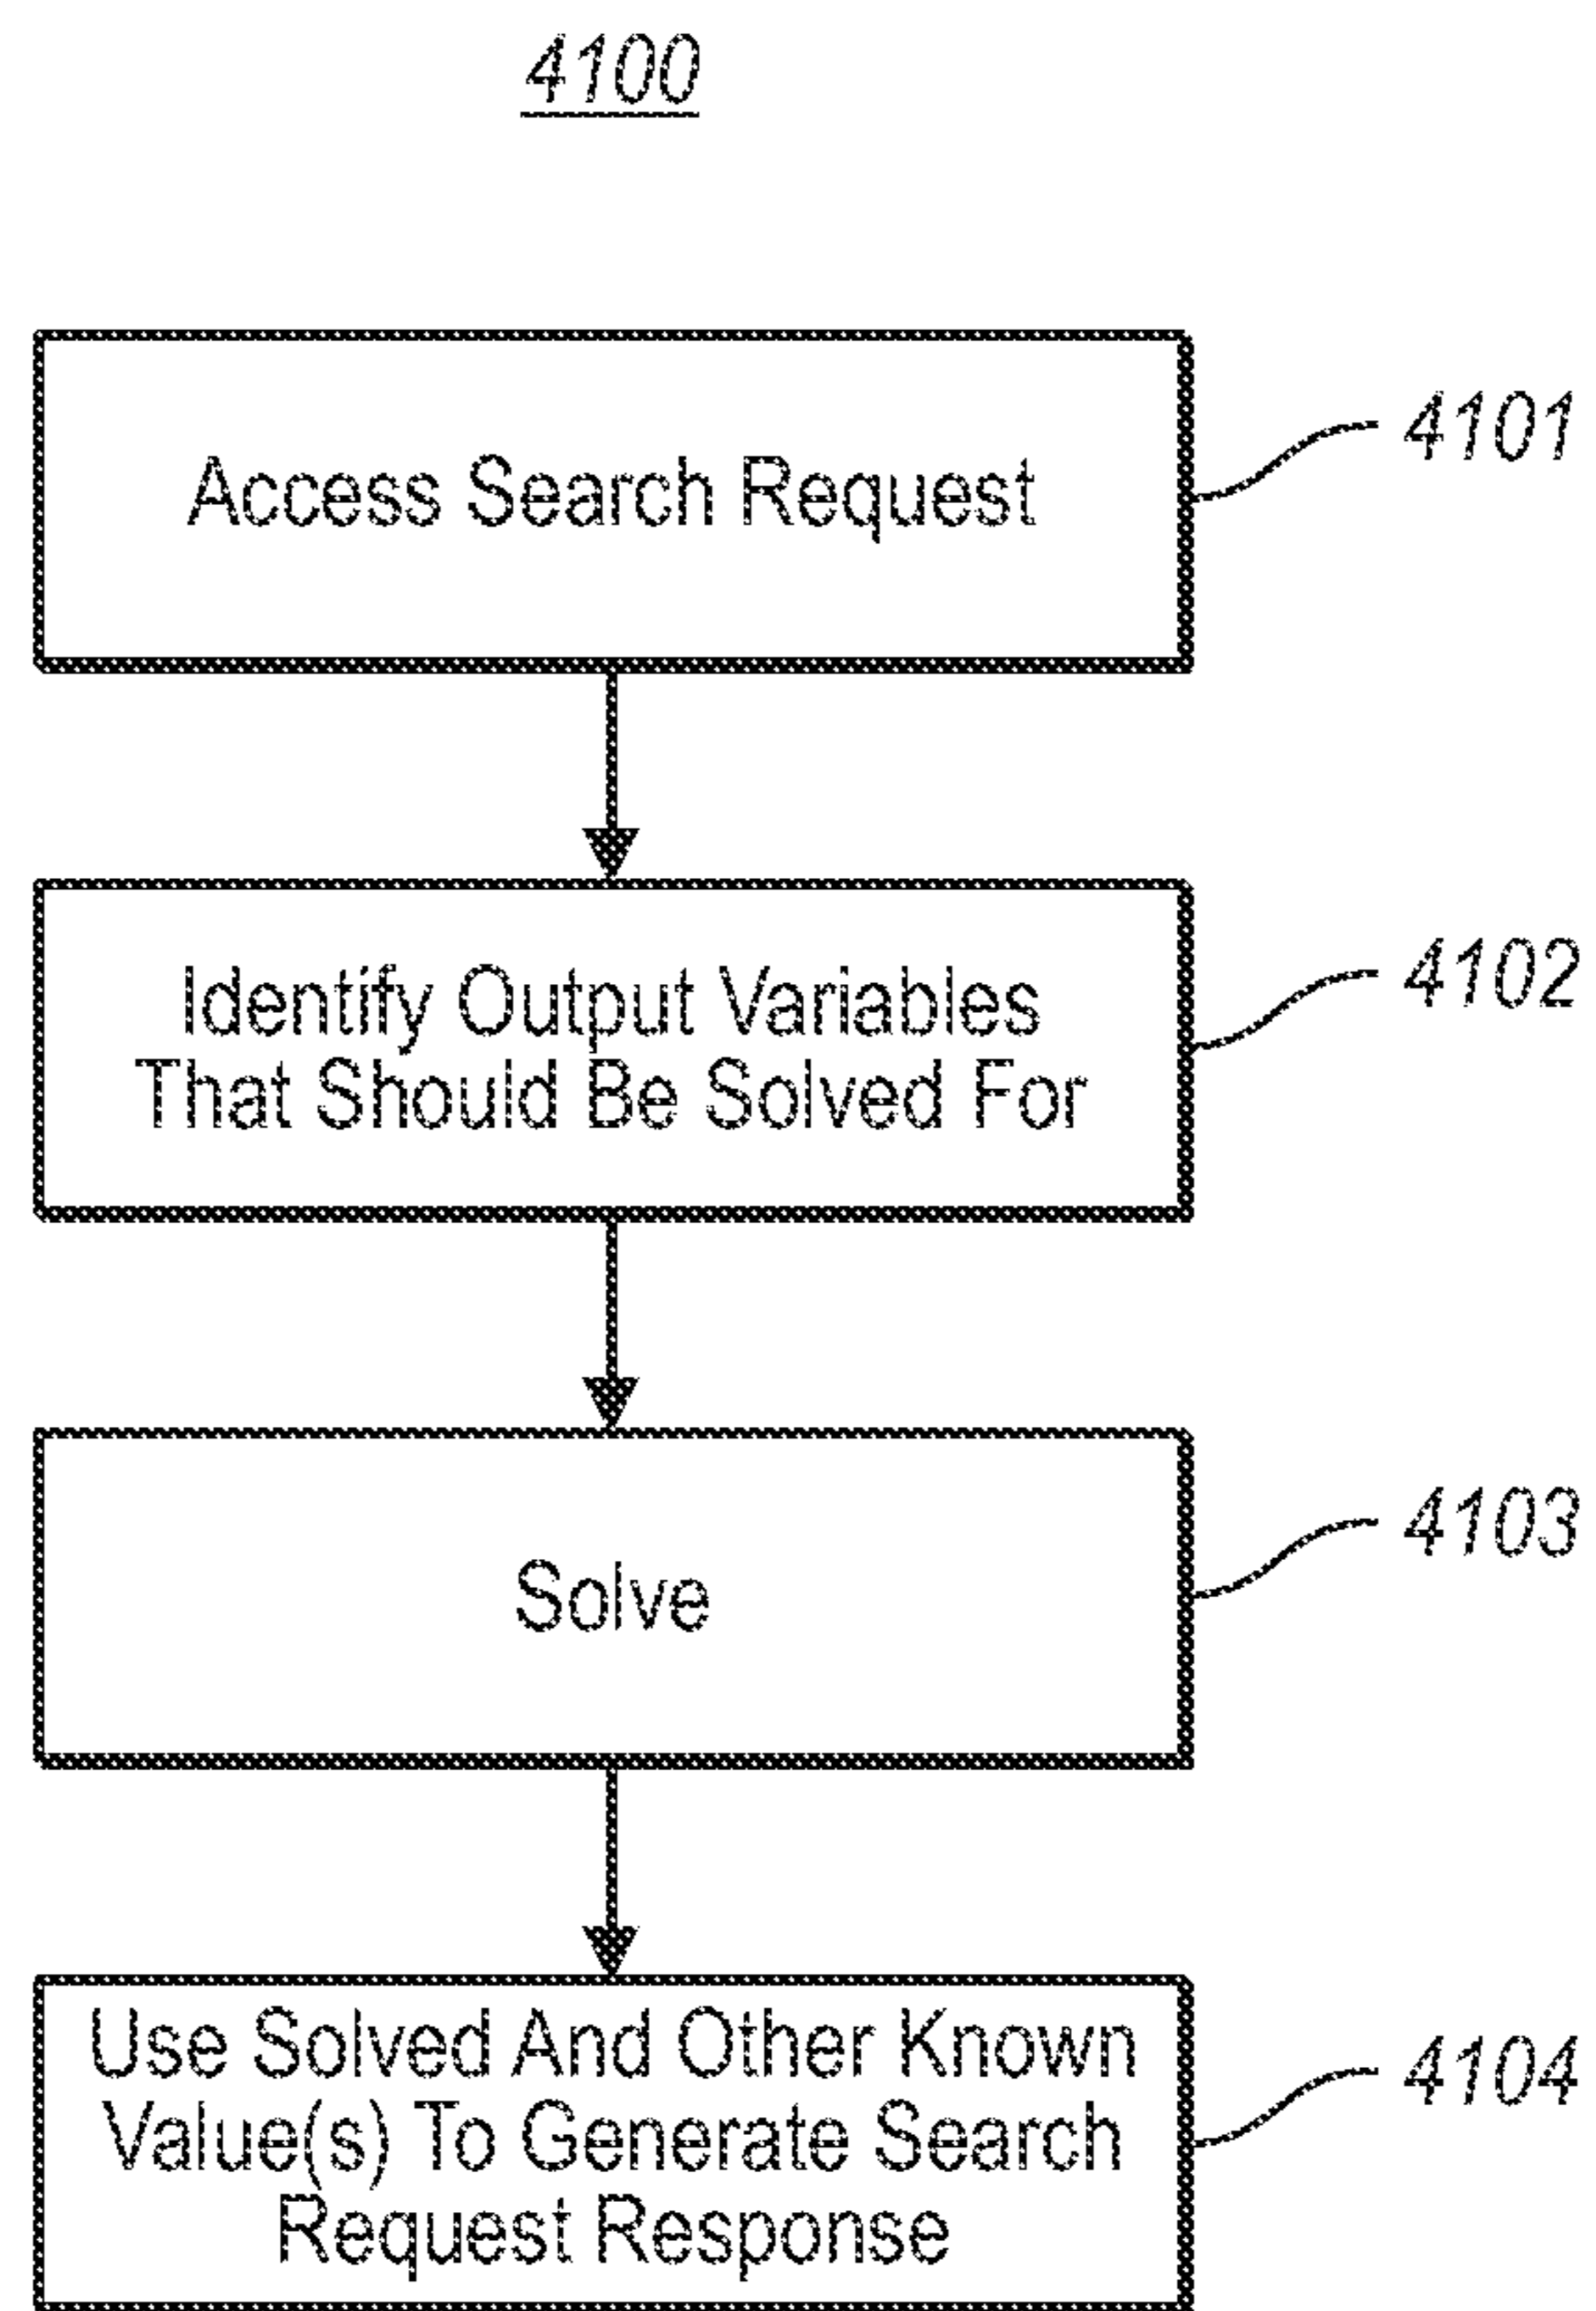 4100
Access Search Request
4101
Identify Output Variables
That Should Be Solved For
4102
Solve
4103
Use Solved And Other Known
Value(s) To Generate Search
Request Response
4104